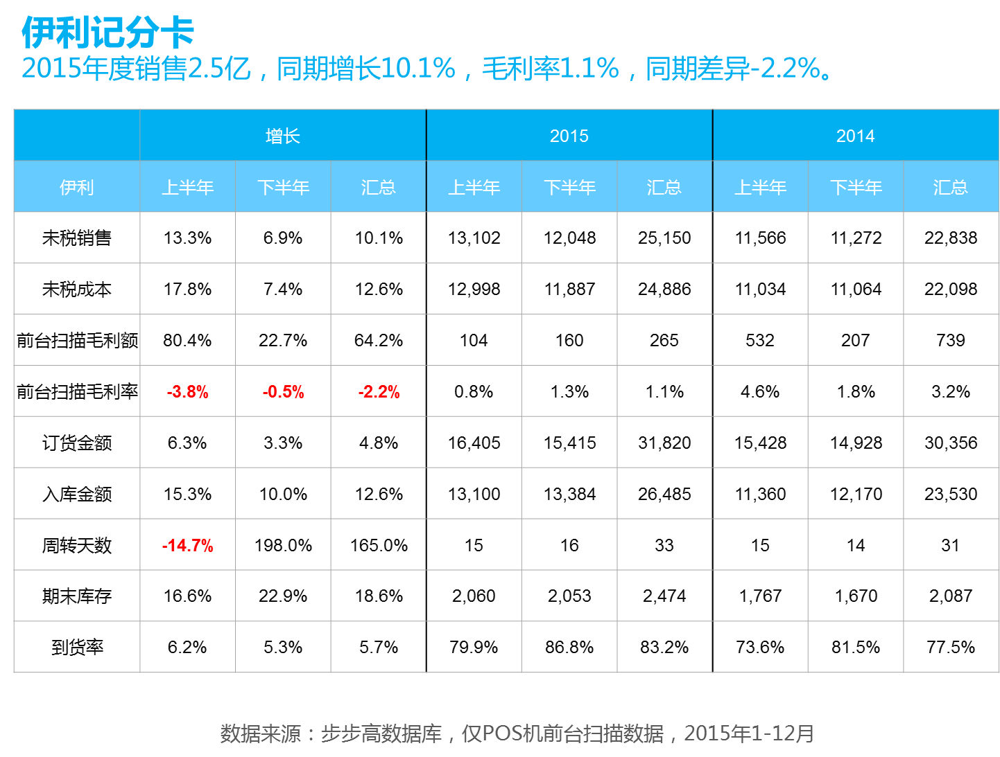 伊利记分卡
2015年度销售2.5亿，同期增长10.1%，毛利率1.1%，同期差异-2.2%。
增长 2015 2014
伊利 上半年 下半年 汇总 上半年 下半年 汇总 上半年 下半年 汇总
未税销售 13.3% 6.9% 10.1% 13,102 12,048 25,150 11,566 11,272 22,838
未税成本 17.8% 7.4% 12.6% 12,998 11,887 24,886 11,034 11,064 22,098
前台扫描毛利额 80.4% 22.7% 64.2% 104 160 265 532 207 739
前台扫描毛利率 -3.8% -0.5% -2.2% 0.8% 1.3% 1.1% 4.6% 1.8% 3.2%
订货金额 6.3% 3.3% 4.8% 16,405 15,415 31,820 15,428 14,928 30,356
入库金额 15.3% 10.0% 12.6% 13,100 13,384 26,485 11,360 12,170 23,530
周转天数 -14.7% 198.0% 165.0% 15 16 33 15 14 31
期末库存 16.6% 22.9% 18.6% 2,060 2,053 2,474 1,767 1,670 2,087
到货率 6.2% 5.3% 5.7% 79.9% 86.8% 83.2% 73.6% 81.5% 77.5%
数据来源：步步高数据库，仅POS机前台扫描数据，2015年1-12月